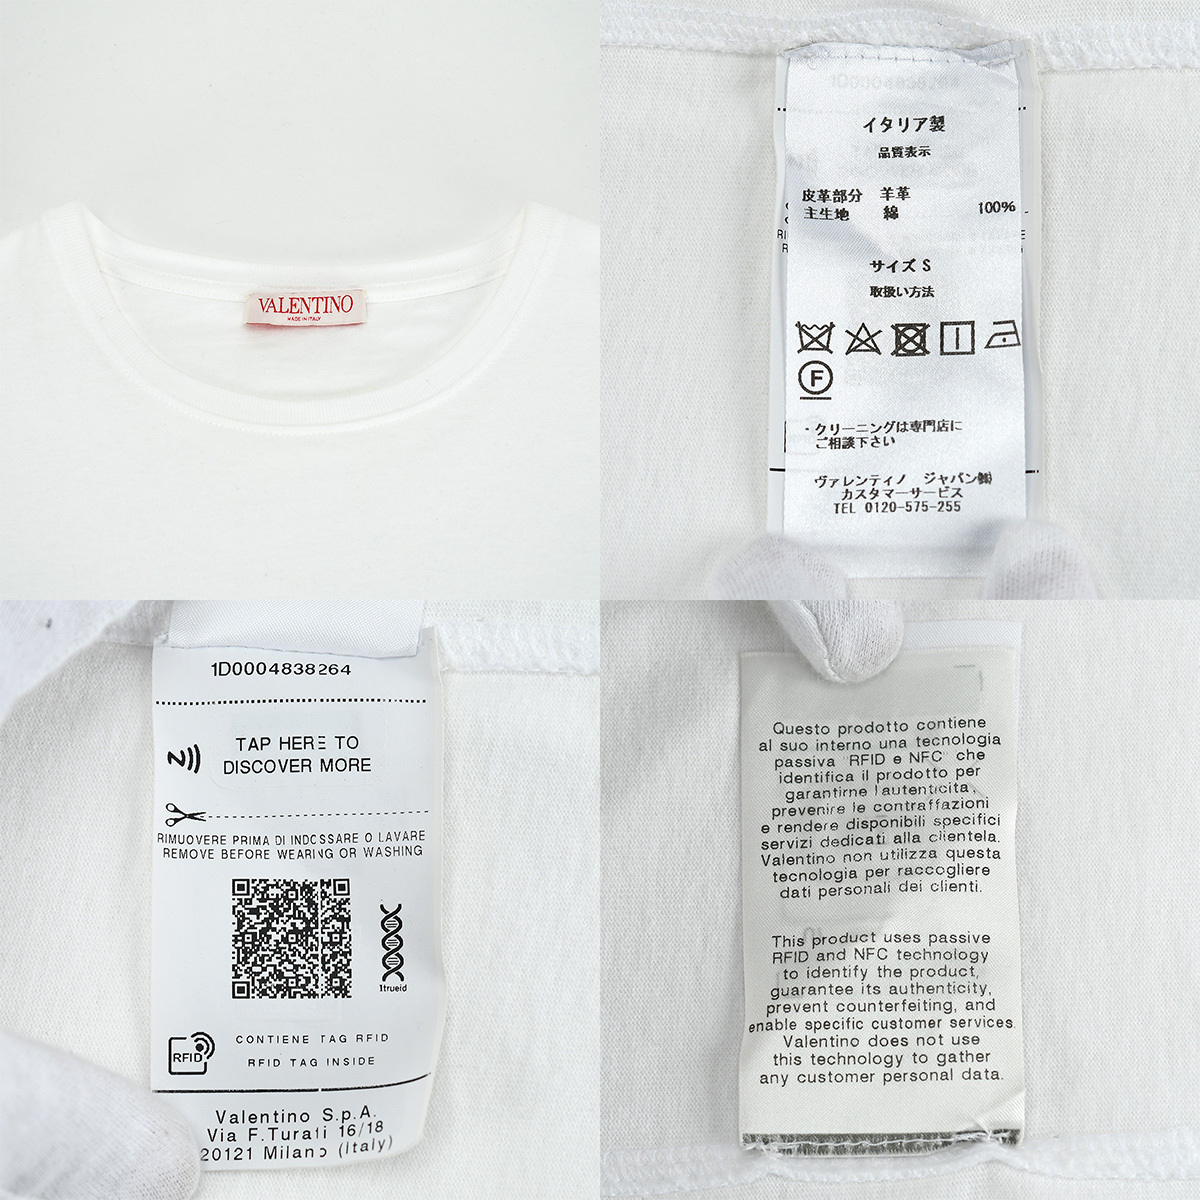 VALENTINO
MADE IN ITALY
イタリア製
品質表示
皮革部分 羊革
主生地 綿 100%
サイズ S
取扱い方法
F
・クリーニングは専門店に
ご相談下さい
ヴァレンティノ ジャパン㈱
カスタマーサービス
TEL 0120-575-255
1D0004838264
TAP HERE TO
DISCOVER MORE
RIMUOVERE PRIMA DI INDOSSARE O LAVARE
REMOVE BEFORE WEARING OR WASHING
1trueid
RFID
CONTIENE TAG RFID
RFID TAG INSIDE
Valentino S.p.A.
Via F.Turati 16/18
20121 Milano (Italy)
Questo prodotto contiene
al suo interno una tecnologia
passiva "RFID e NFC" che
identifica il prodotto per
garantirne l'autenticita,
prevenire le contraffazioni
e rendere disponibili specifici
servizi dedicati alla clientela.
Valentino non utilizza questa
tecnologia per raccogliere
dati personali dei clienti.
This product uses passive
RFID and NFC technology
to identify the product,
guarantee its authenticity,
prevent counterfeiting, and
enable specific customer services.
Valentino does not use
this technology to gather
any customer personal data.